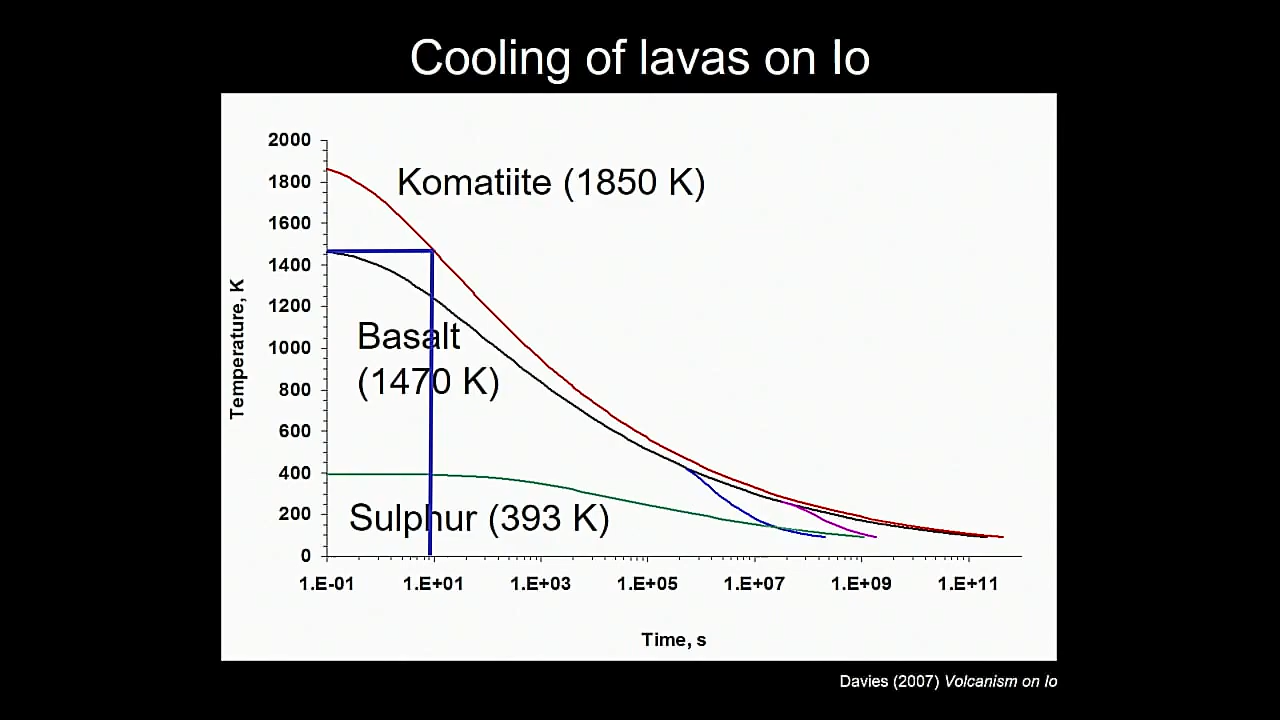 Cooling of lavas on Io
2000
1800
1600
1400
1200
1000
800
600
400
200
0
Temperature, K
Komatiite (1850 K)
Basalt
(1470 K)
Sulphur (393 K)
1.E-01 1.E+01 1.E+03 1.E+05 1.E+07 1.E+09 1.E+11
Time, s
Davies (2007) Volcanism on Io